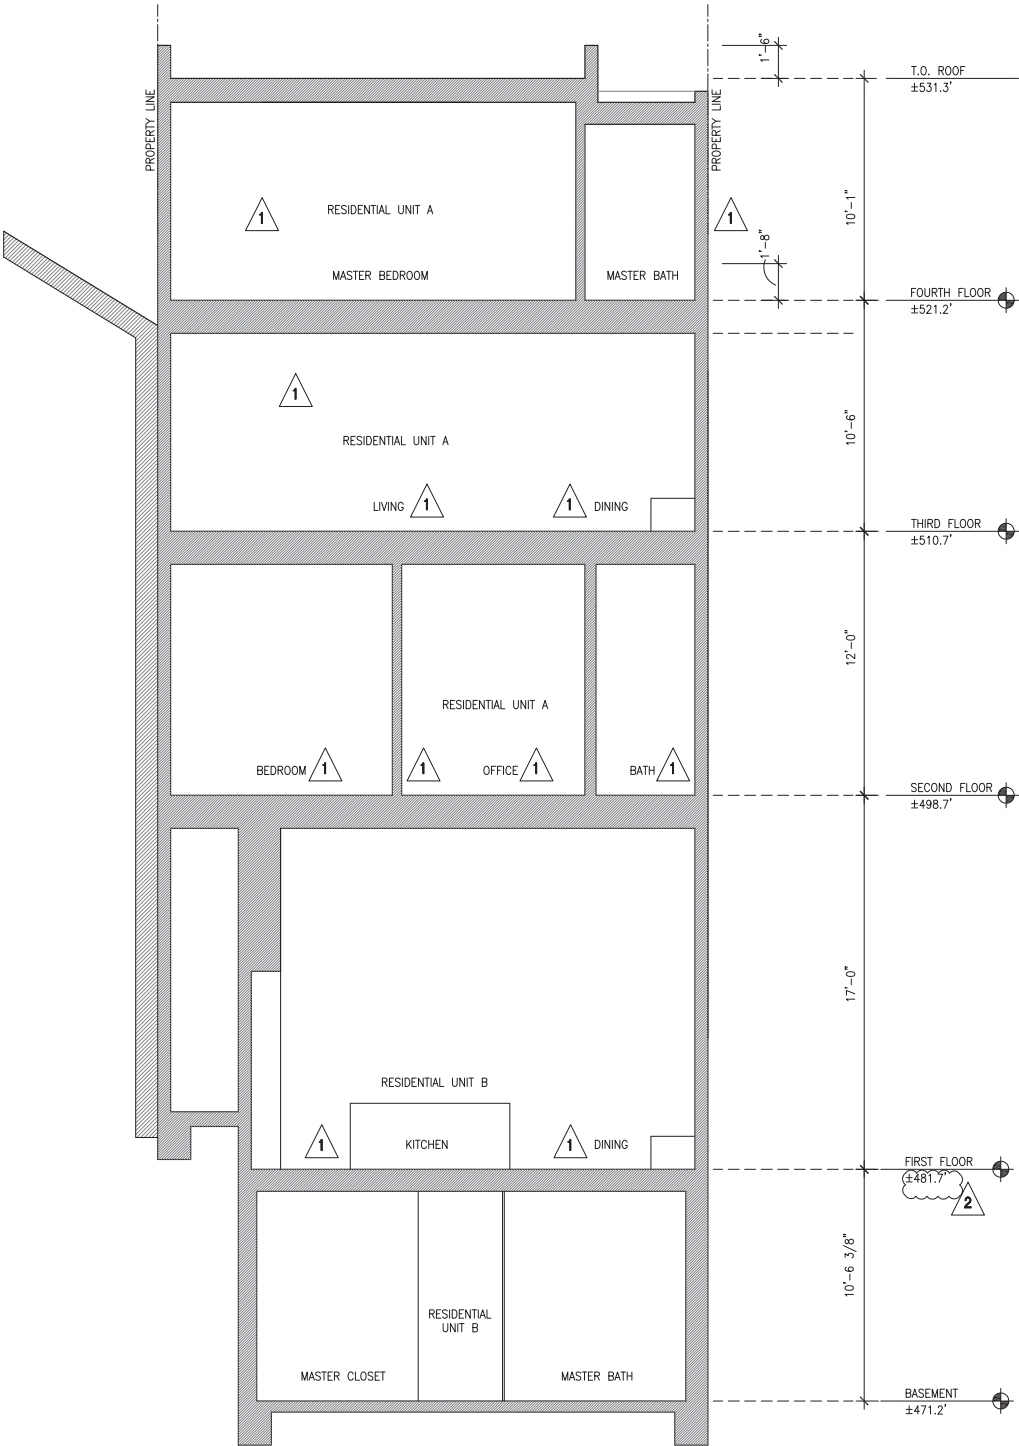 1'-6"
T.O. ROOF
±531.3'
PROPERTY LINE
PROPERTY LINE
RESIDENTIAL UNIT A
1
1
10'-1"
1'-8"
MASTER BEDROOM
MASTER BATH
FOURTH FLOOR
±521.2'
1
RESIDENTIAL UNIT A
10'-6"
LIVING 1
1 DINING
THIRD FLOOR
±510.7'
12'-0"
RESIDENTIAL UNIT A
BEDROOM 1
1
OFFICE 1
BATH 1
SECOND FLOOR
±498.7'
17'-0"
RESIDENTIAL UNIT B
1
KITCHEN
1 DINING
FIRST FLOOR
±481.7'
2
10'-6 3/8"
RESIDENTIAL
UNIT B
MASTER CLOSET
MASTER BATH
BASEMENT
±471.2'